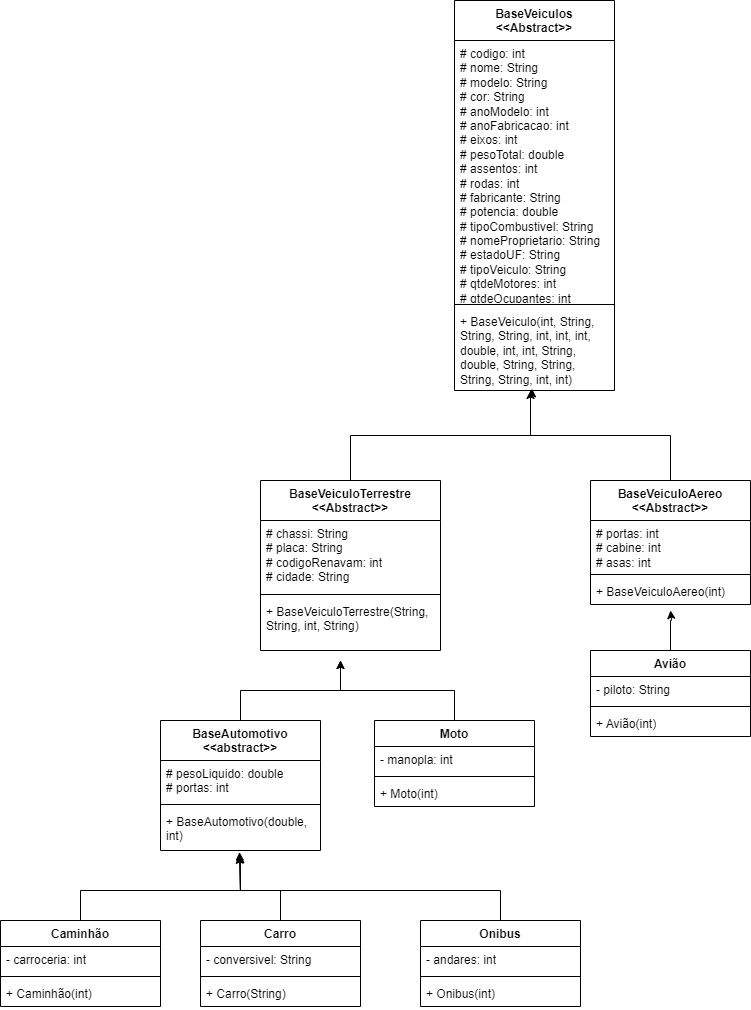 BaseVeiculos
<<Abstract>>
# codigo: int
# nome: String
# modelo: String
# cor: String
# anoModelo: int
# anoFabricacao: int
# eixos: int
# pesoTotal: double
# assentos: int
# rodas: int
# fabricante: String
# potencia: double
# tipoCombustivel: String
# nomeProprietario: String
# estadoUF: String
# tipoVeiculo: String
# qtdeMotores: int
# qtdeOcupantes: int
+ BaseVeiculo(int, String,
String, String, int, int, int,
double, int, int, String,
double, String, String,
String, String, int, int)
BaseVeiculoTerrestre
<<Abstract>>
# chassi: String
# placa: String
# codigoRenavam: int
# cidade: String
+ BaseVeiculoTerrestre(String,
String, int, String)
BaseVeiculoAereo
<<Abstract>>
# portas: int
# cabine: int
# asas: int
+ BaseVeiculoAereo(int)
Avião
- piloto: String
+ Avião(int)
BaseAutomotivo
<<abstract>>
# pesoLiquido: double
# portas: int
+ BaseAutomotivo(double,
int)
Moto
- manopla: int
+ Moto(int)
Caminhão
- carroceria: int
+ Caminhão(int)
Carro
- conversivel: String
+ Carro(String)
Onibus
- andares: int
+ Onibus(int)